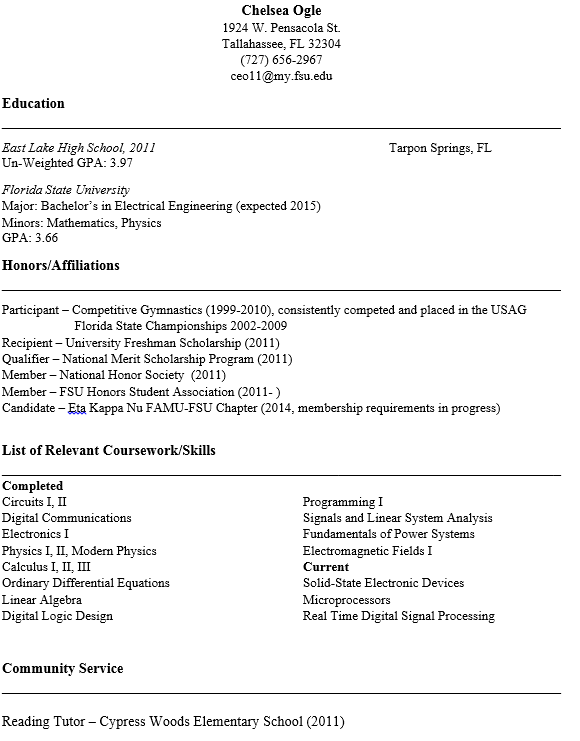 Chelsea Ogle
1924 W. Pensacola St.
Tallahassee, FL 32304
(727) 656-2967
ceo11@my.fsu.edu
Education
East Lake High School, 2011 Tarpon Springs, FL
Un-Weighted GPA: 3.97
Florida State University
Major: Bachelor's in Electrical Engineering (expected 2015)
Minors: Mathematics, Physics
GPA: 3.66
Honors/Affiliations
Participant – Competitive Gymnastics (1999-2010), consistently competed and placed in the USAG
Florida State Championships 2002-2009
Recipient – University Freshman Scholarship (2011)
Qualifier – National Merit Scholarship Program (2011)
Member – National Honor Society (2011)
Member – FSU Honors Student Association (2011- )
Candidate – Eta Kappa Nu FAMU-FSU Chapter (2014, membership requirements in progress)
List of Relevant Coursework/Skills
Completed
Circuits I, II
Digital Communications
Electronics I
Physics I, II, Modern Physics
Calculus I, II, III
Ordinary Differential Equations
Linear Algebra
Digital Logic Design
Programming I
Signals and Linear System Analysis
Fundamentals of Power Systems
Electromagnetic Fields I
Current
Solid-State Electronic Devices
Microprocessors
Real Time Digital Signal Processing
Community Service
Reading Tutor – Cypress Woods Elementary School (2011)